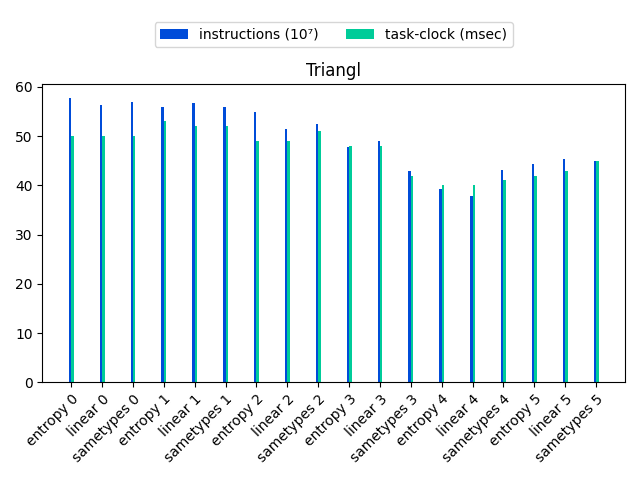 instructions (10⁷) task-clock (msec)
Triangl
60
50
40
30
20
10
0
entropy 0
linear 0
sametypes 0
entropy 1
linear 1
sametypes 1
entropy 2
linear 2
sametypes 2
entropy 3
linear 3
sametypes 3
entropy 4
linear 4
sametypes 4
entropy 5
linear 5
sametypes 5